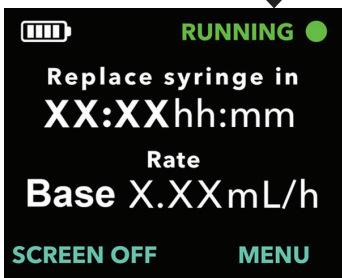 RUNNING
Replace syringe in
XX:XXhh:mm
Rate
Base X.XXmL/h
SCREEN OFF MENU